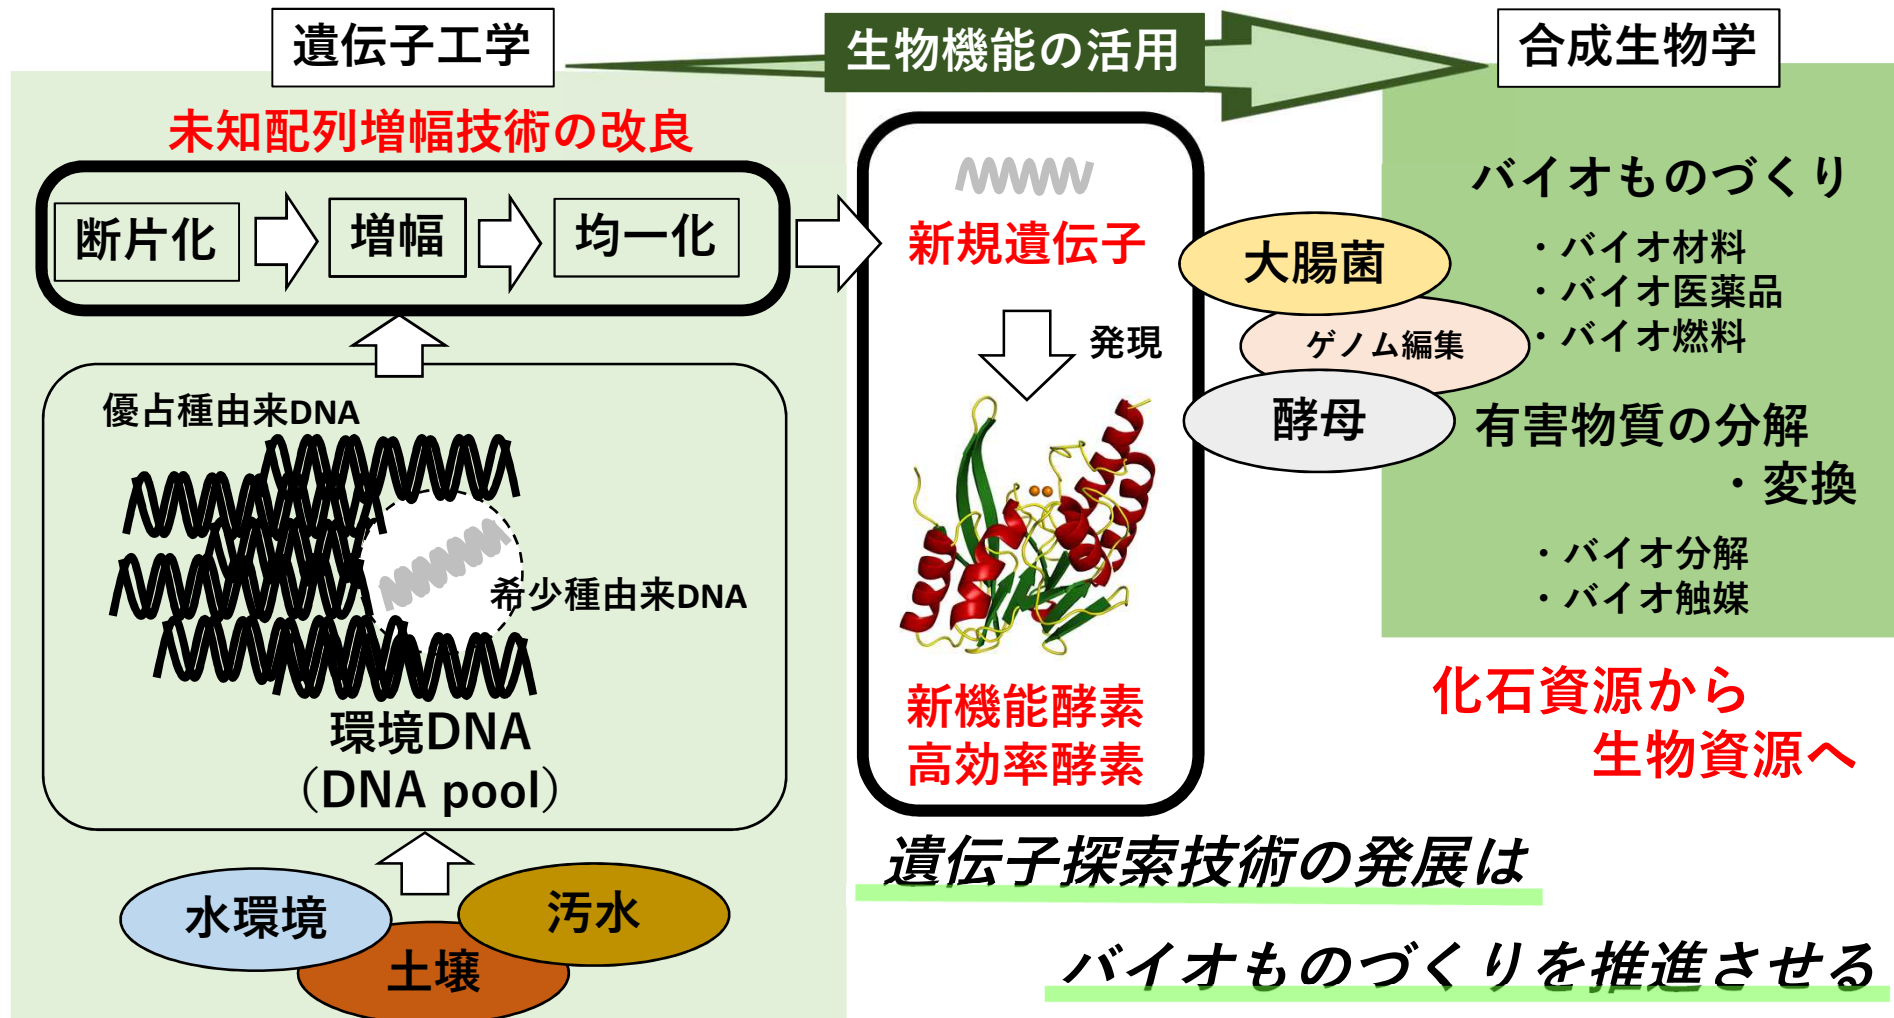 遺伝子工学
生物機能の活用
合成生物学
未知配列増幅技術の改良
断片化
増幅
均一化
優占種由来DNA
希少種由来DNA
環境DNA
（DNA pool）
水環境
汚水
土壌
新規遺伝子
発現
新機能酵素
高効率酵素
大腸菌
ゲノム編集
酵母
バイオものづくり
・バイオ材料
・バイオ医薬品
・バイオ燃料
有害物質の分解
・変換
・バイオ分解
・バイオ触媒
化石資源から
生物資源へ
遺伝子探索技術の発展は
バイオものづくりを推進させる